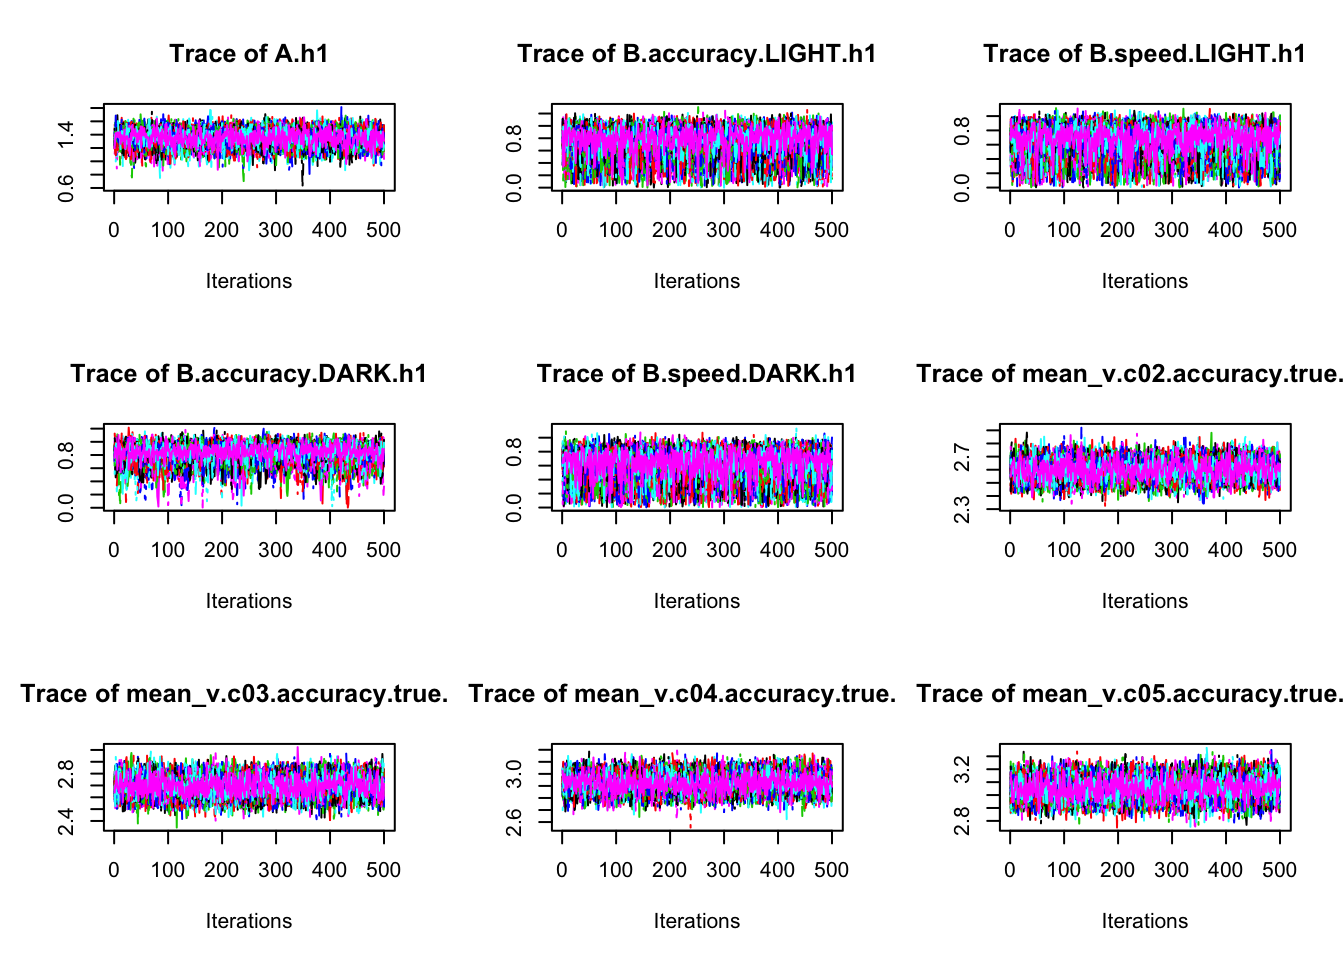 Trace of A.h1
1.4
0.6
0 100 200 300 400 500
Iterations
Trace of B.accuracy.LIGHT.h1
0.8
0.0
0 100 200 300 400 500
Iterations
Trace of B.speed.LIGHT.h1
0.8
0.0
0 100 200 300 400 500
Iterations
Trace of B.accuracy.DARK.h1
0.8
0.0
0 100 200 300 400 500
Iterations
Trace of B.speed.DARK.h1
0.8
0.0
0 100 200 300 400 500
Iterations
Trace of mean_v.c02.accuracy.true.
2.7
2.3
0 100 200 300 400 500
Iterations
Trace of mean_v.c03.accuracy.true.
2.8
2.4
0 100 200 300 400 500
Iterations
Trace of mean_v.c04.accuracy.true.
3.0
2.6
0 100 200 300 400 500
Iterations
Trace of mean_v.c05.accuracy.true.
3.2
2.8
0 100 200 300 400 500
Iterations